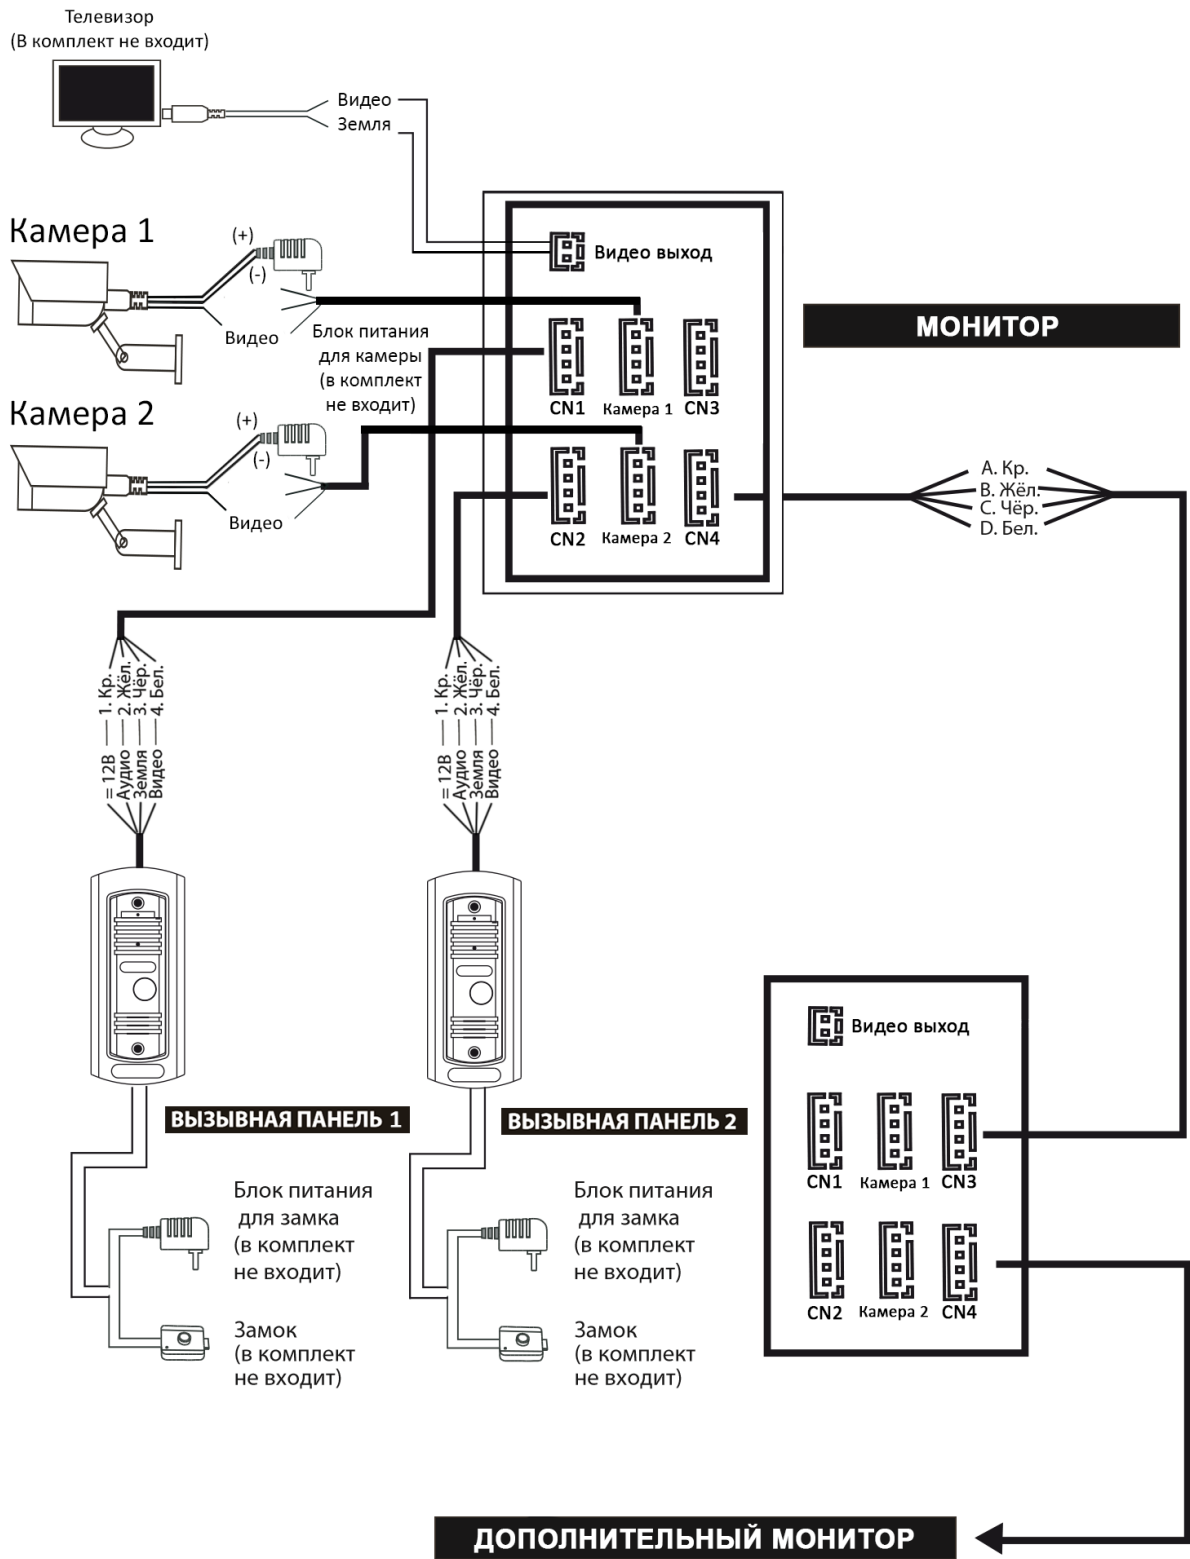 Телевизор
(В комплект не входит)
Видео
Земля
Камера 1
(+)
(-)
Видео
Блок питания
для камеры
(в комплект
не входит)
Камера 2
(+)
(-)
Видео
Видео выход
CN1
Камера 1
CN3
CN2
Камера 2
CN4
МОНИТОР
A. Кр.
B. Жёл.
C. Чёр.
D. Бел.
= 12В — 1. Кр.
Аудио — 2. Жёл.
Земля — 3. Чёр.
Видео — 4. Бел.
= 12В — 1. Кр.
Аудио — 2. Жёл.
Земля — 3. Чёр.
Видео — 4. Бел.
ВЫЗЫВНАЯ ПАНЕЛЬ 1
Блок питания
для замка
(в комплект
не входит)
Замок
(в комплект
не входит)
ВЫЗЫВНАЯ ПАНЕЛЬ 2
Блок питания
для замка
(в комплект
не входит)
Замок
(в комплект
не входит)
Видео выход
CN1
Камера 1
CN3
CN2
Камера 2
CN4
ДОПОЛНИТЕЛЬНЫЙ МОНИТОР